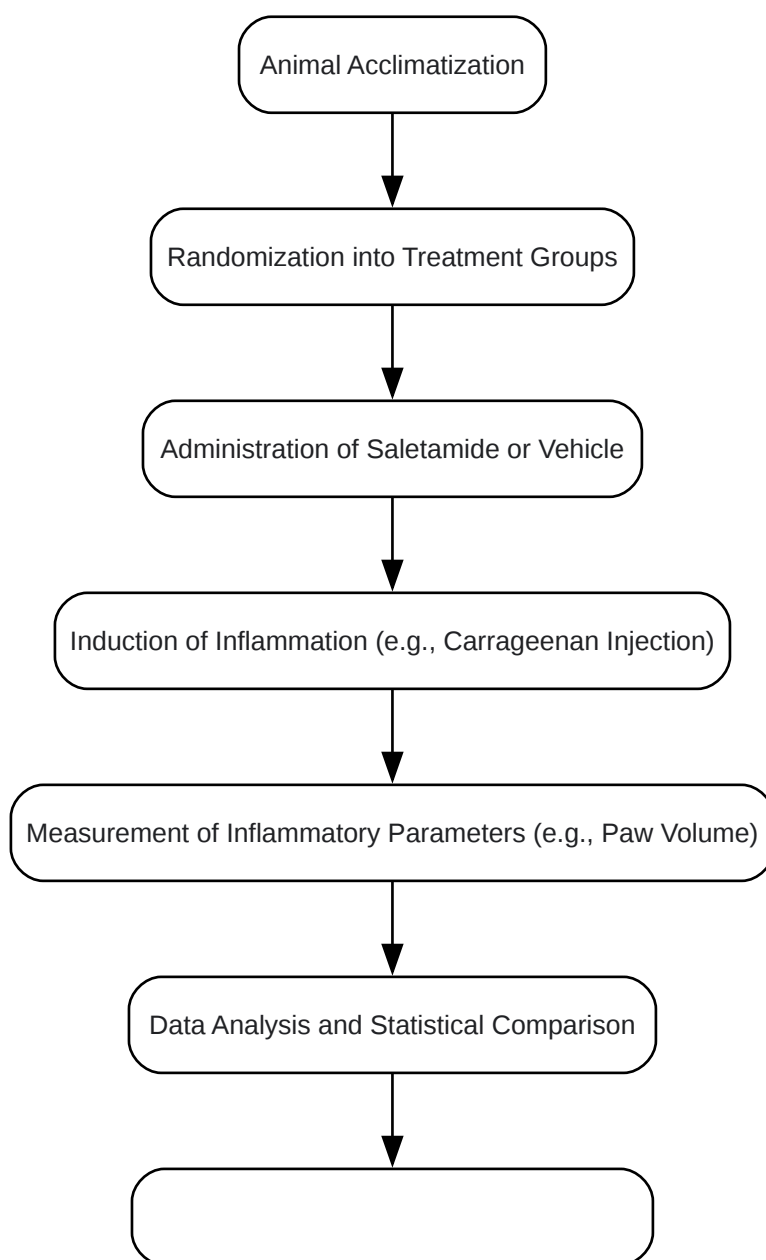 Animal Acclimatization
Randomization into Treatment Groups
Administration of Saletamide or Vehicle
Induction of Inflammation (e.g., Carrageenan Injection)
Measurement of Inflammatory Parameters (e.g., Paw Volume)
Data Analysis and Statistical Comparison